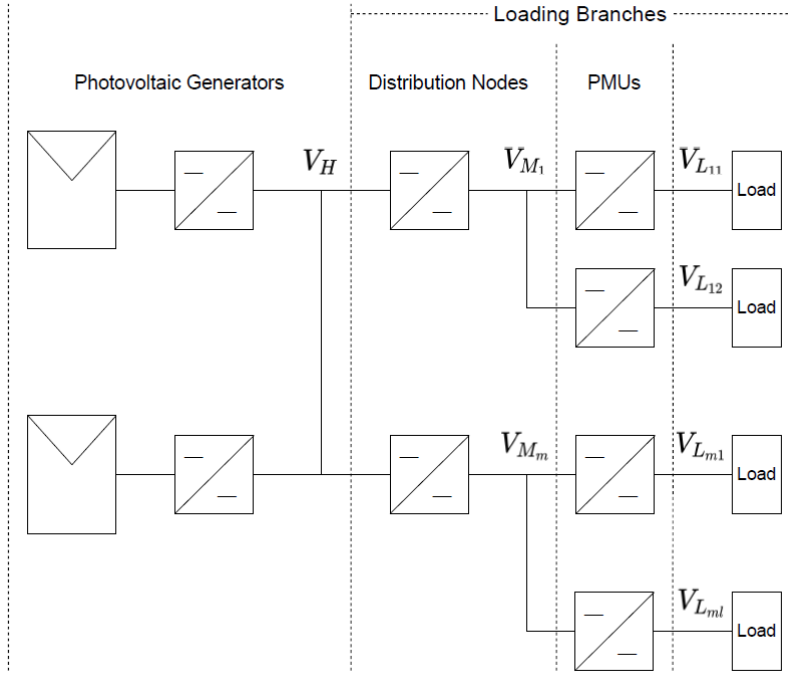 Loading Branches
Photovoltaic Generators Distribution Nodes PMUs
V_H V_{M_1} V_{L_{11}}
Load
V_{L_{12}}
Load
V_{M_m} V_{L_{m1}}
Load
V_{L_{ml}}
Load